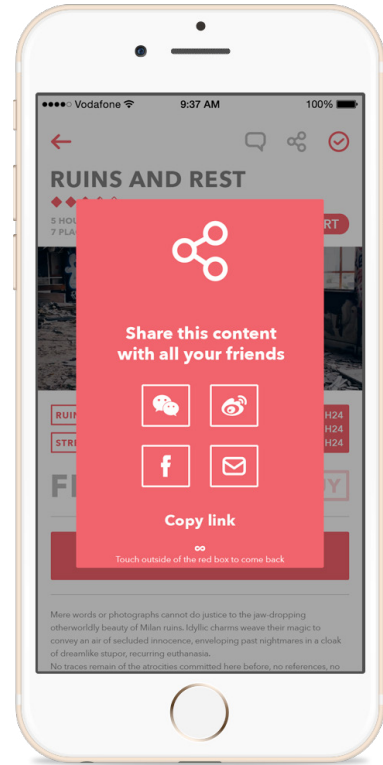 Vodafone 9:37 AM 100%
RUINS AND REST
5 HOU
7 PLA
RT
Share this content
with all your friends
RUIN
H24
H24
STRE
H24
f
Copy link
Touch outside of the red box to come back
Mere words or photographs cannot do justice to the jaw-dropping
otherworldly beauty of Milan ruins. Idyllic charms weave their magic to
convey an air of secluded innocence, enveloping past nightmares in a cloak
of dreamlike stupor, recurring euthanasia.
No traces remain of the atrocities committed here before, no references, no